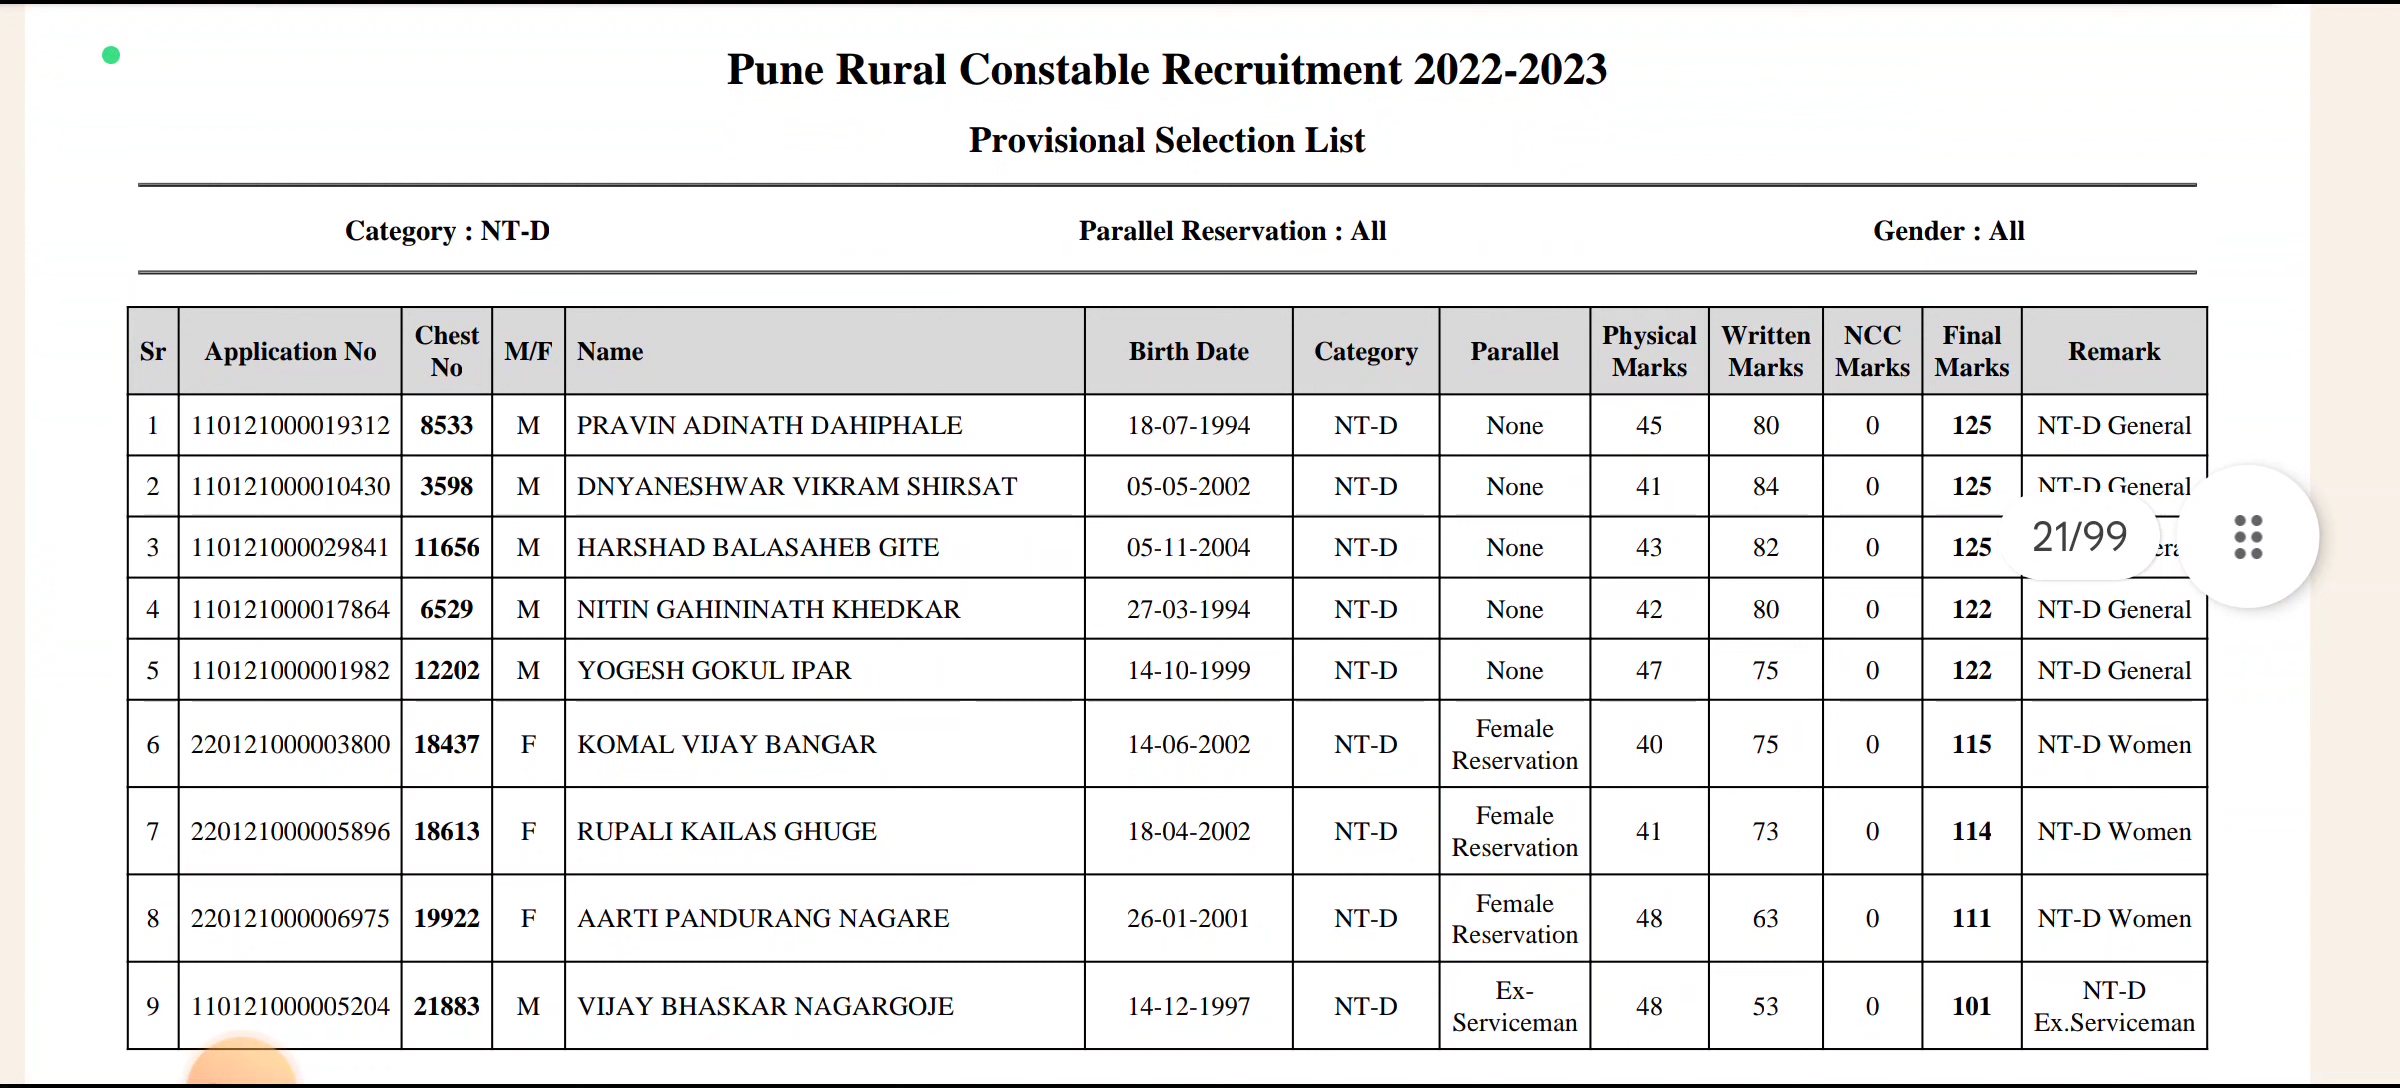 Pune Rural Constable Recruitment 2022-2023
Provisional Selection List
Category : NT-D Parallel Reservation : All Gender : All
Sr Application No Chest No M/F Name Birth Date Category Parallel Physical Marks Written Marks NCC Marks Final Marks Remark
1 110121000019312 8533 M PRAVIN ADINATH DAHIPHALE 18-07-1994 NT-D None 45 80 0 125 NT-D General
2 110121000010430 3598 M DNYANESHWAR VIKRAM SHIRSAT 05-05-2002 NT-D None 41 84 0 125 NT-D General
3 110121000029841 11656 M HARSHAD BALASAHEB GITE 05-11-2004 NT-D None 43 82 0 125
21/99
4 110121000017864 6529 M NITIN GAHININATH KHEDKAR 27-03-1994 NT-D None 42 80 0 122 NT-D General
5 110121000001982 12202 M YOGESH GOKUL IPAR 14-10-1999 NT-D None 47 75 0 122 NT-D General
6 220121000003800 18437 F KOMAL VIJAY BANGAR 14-06-2002 NT-D Female Reservation 40 75 0 115 NT-D Women
7 220121000005896 18613 F RUPALI KAILAS GHUGE 18-04-2002 NT-D Female Reservation 41 73 0 114 NT-D Women
8 220121000006975 19922 F AARTI PANDURANG NAGARE 26-01-2001 NT-D Female Reservation 48 63 0 111 NT-D Women
9 110121000005204 21883 M VIJAY BHASKAR NAGARGOJE 14-12-1997 NT-D Ex-Serviceman 48 53 0 101 NT-D Ex.Serviceman